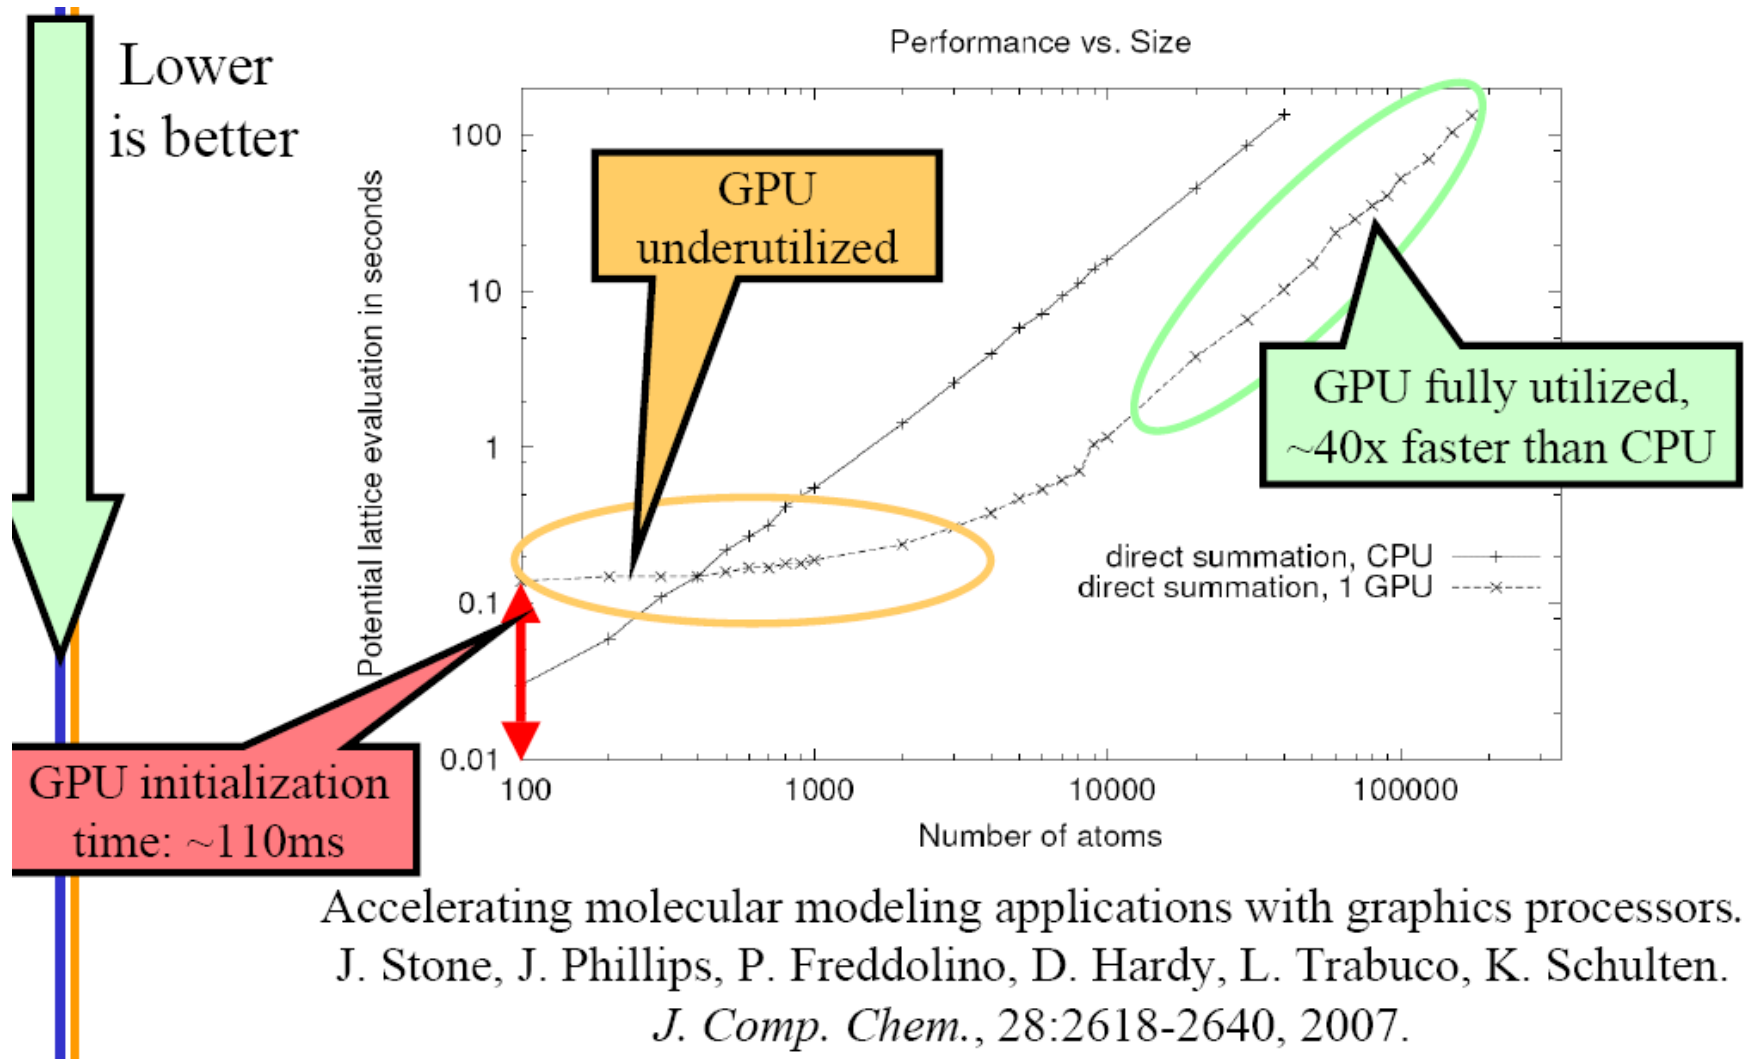 Lower
is better
Performance vs. Size
Potential lattice evaluation in seconds
100
10
1
0.1
0.01
GPU
underutilized
GPU fully utilized,
~40x faster than CPU
direct summation, CPU
direct summation, 1 GPU
GPU initialization
time: ~110ms
100
1000
10000
100000
Number of atoms
Accelerating molecular modeling applications with graphics processors.
J. Stone, J. Phillips, P. Freddolino, D. Hardy, L. Trabuco, K. Schulten.
J. Comp. Chem., 28:2618-2640, 2007.